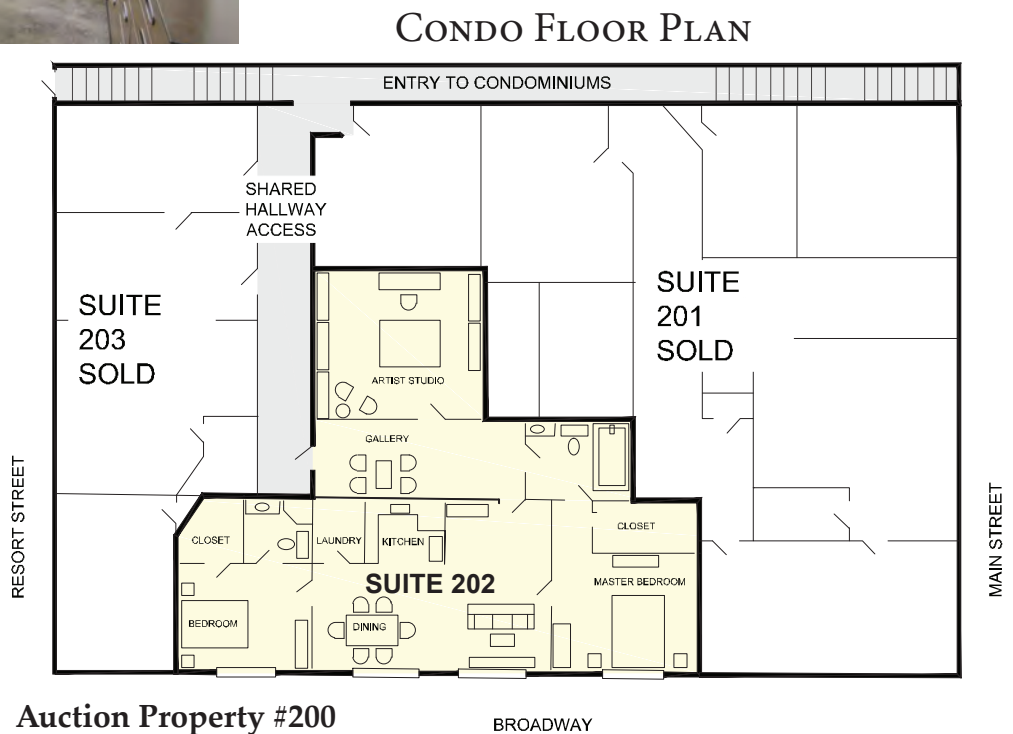 CONDO FLOOR PLAN
ENTRY TO CONDOMINIUMS
SHARED
HALLWAY
ACCESS
SUITE
203
SOLD
SUITE
201
SOLD
ARTIST STUDIO
GALLERY
CLOSET
LAUNDRY
KITCHEN
CLOSET
SUITE 202
MASTER BEDROOM
BEDROOM
DINING
RESORT STREET
MAIN STREET
Auction Property #200
BROADWAY